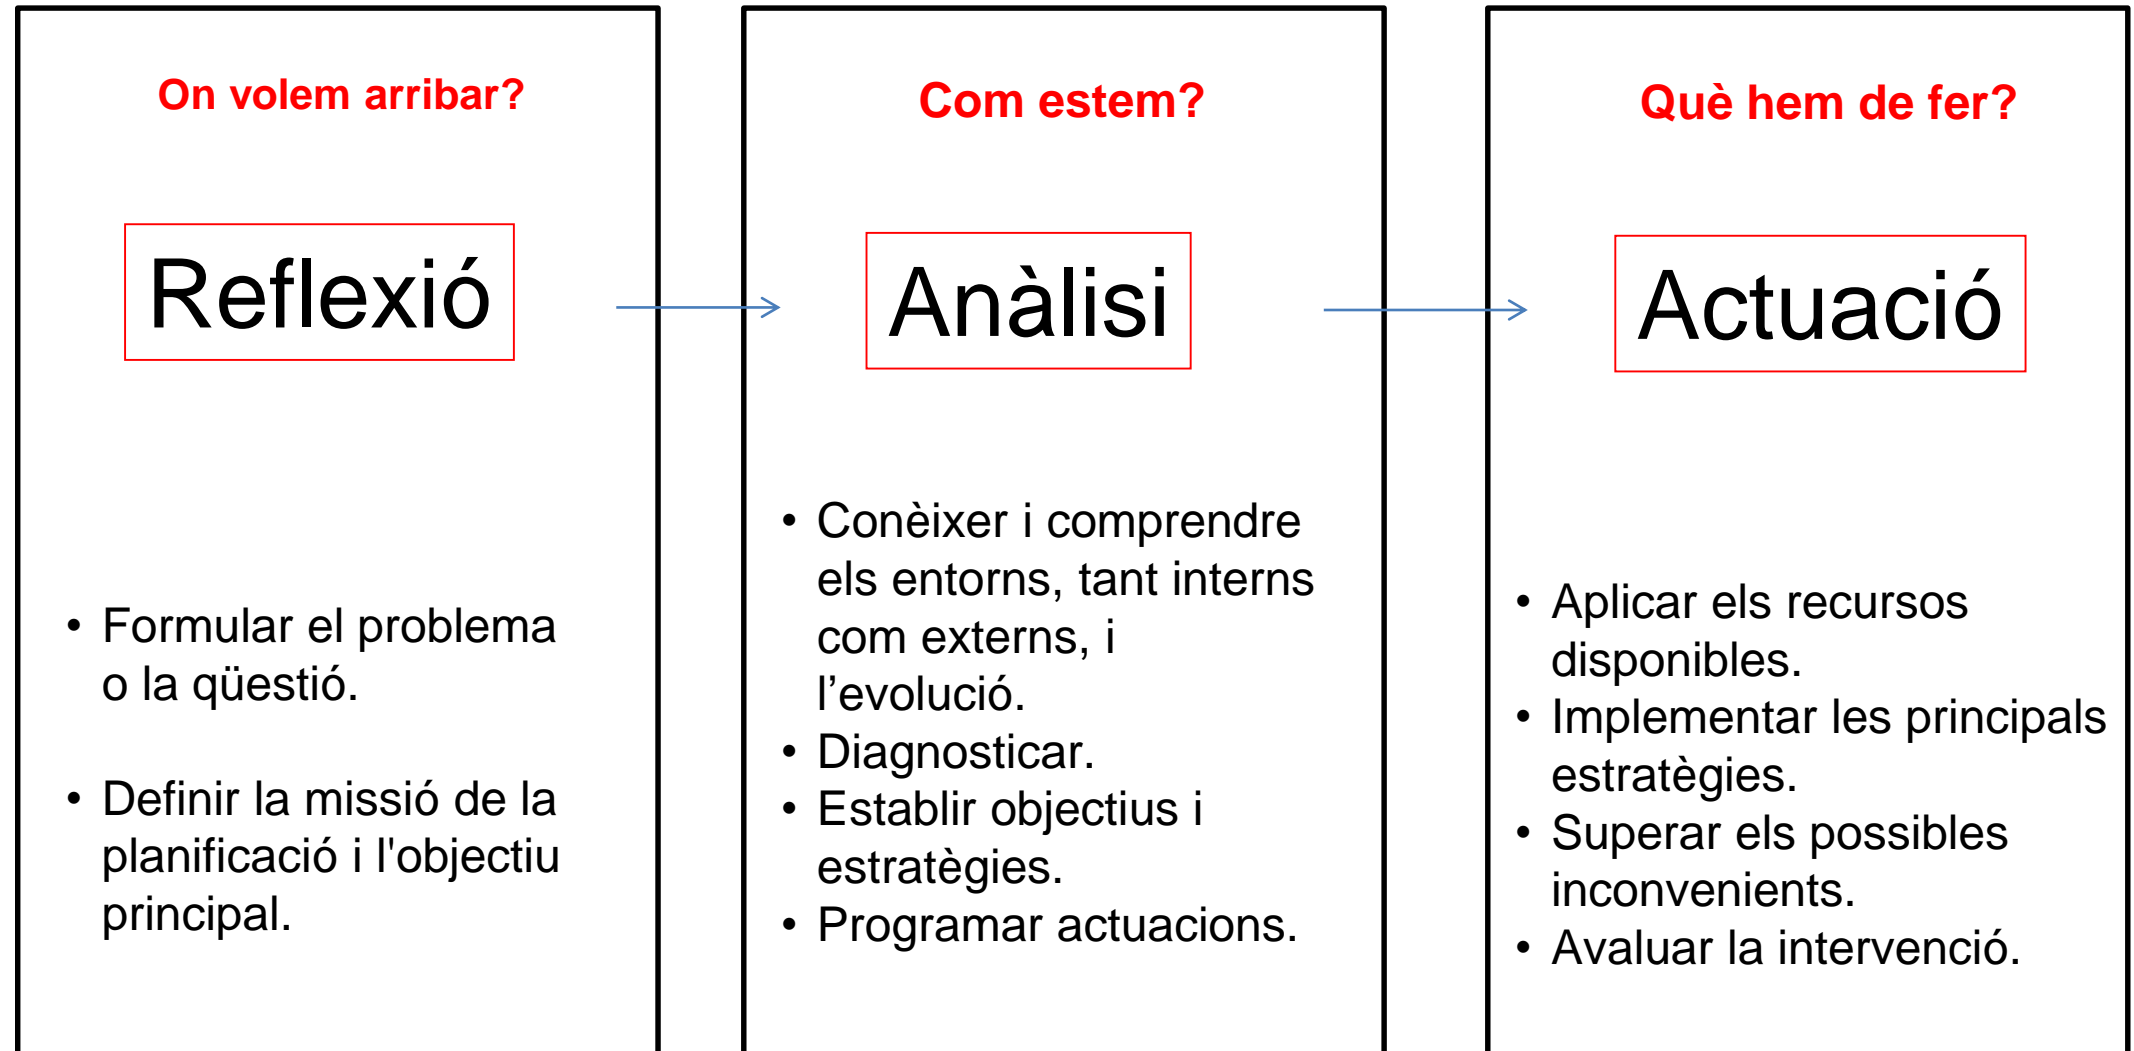 On volem arribar?
Reflexió
• Formular el problema
o la qüestió.
• Definir la missió de la
planificació i l'objectiu
principal.
Com estem?
Anàlisi
• Conèixer i comprendre
els entorns, tant interns
com externs, i
l’evolució.
• Diagnosticar.
• Establir objectius i
estratègies.
• Programar actuacions.
Què hem de fer?
Actuació
• Aplicar els recursos
disponibles.
• Implementar les principals
estratègies.
• Superar els possibles
inconvenients.
• Avaluar la intervenció.